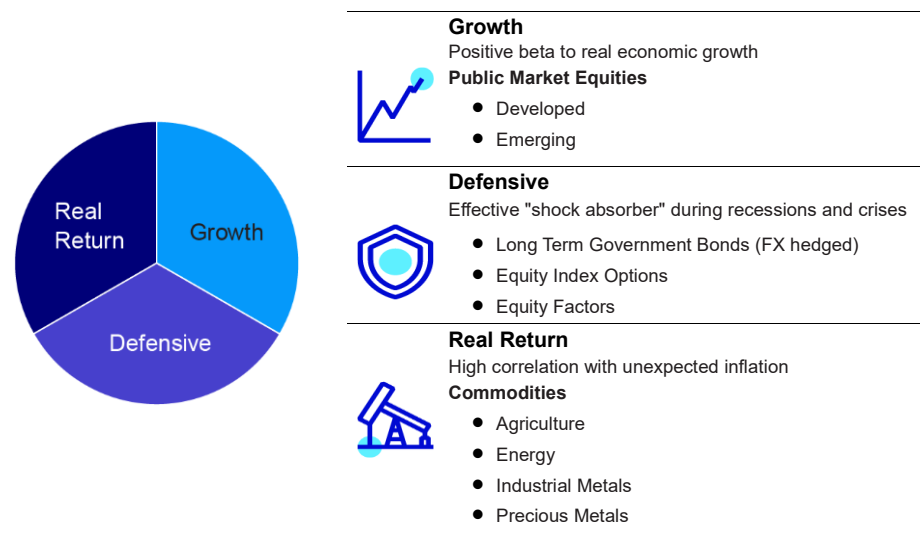 Real
Return
Growth
Defensive
Growth
Positive beta to real economic growth
Public Market Equities
● Developed
● Emerging
Defensive
Effective "shock absorber" during recessions and crises
● Long Term Government Bonds (FX hedged)
● Equity Index Options
● Equity Factors
Real Return
High correlation with unexpected inflation
Commodities
● Agriculture
● Energy
● Industrial Metals
● Precious Metals